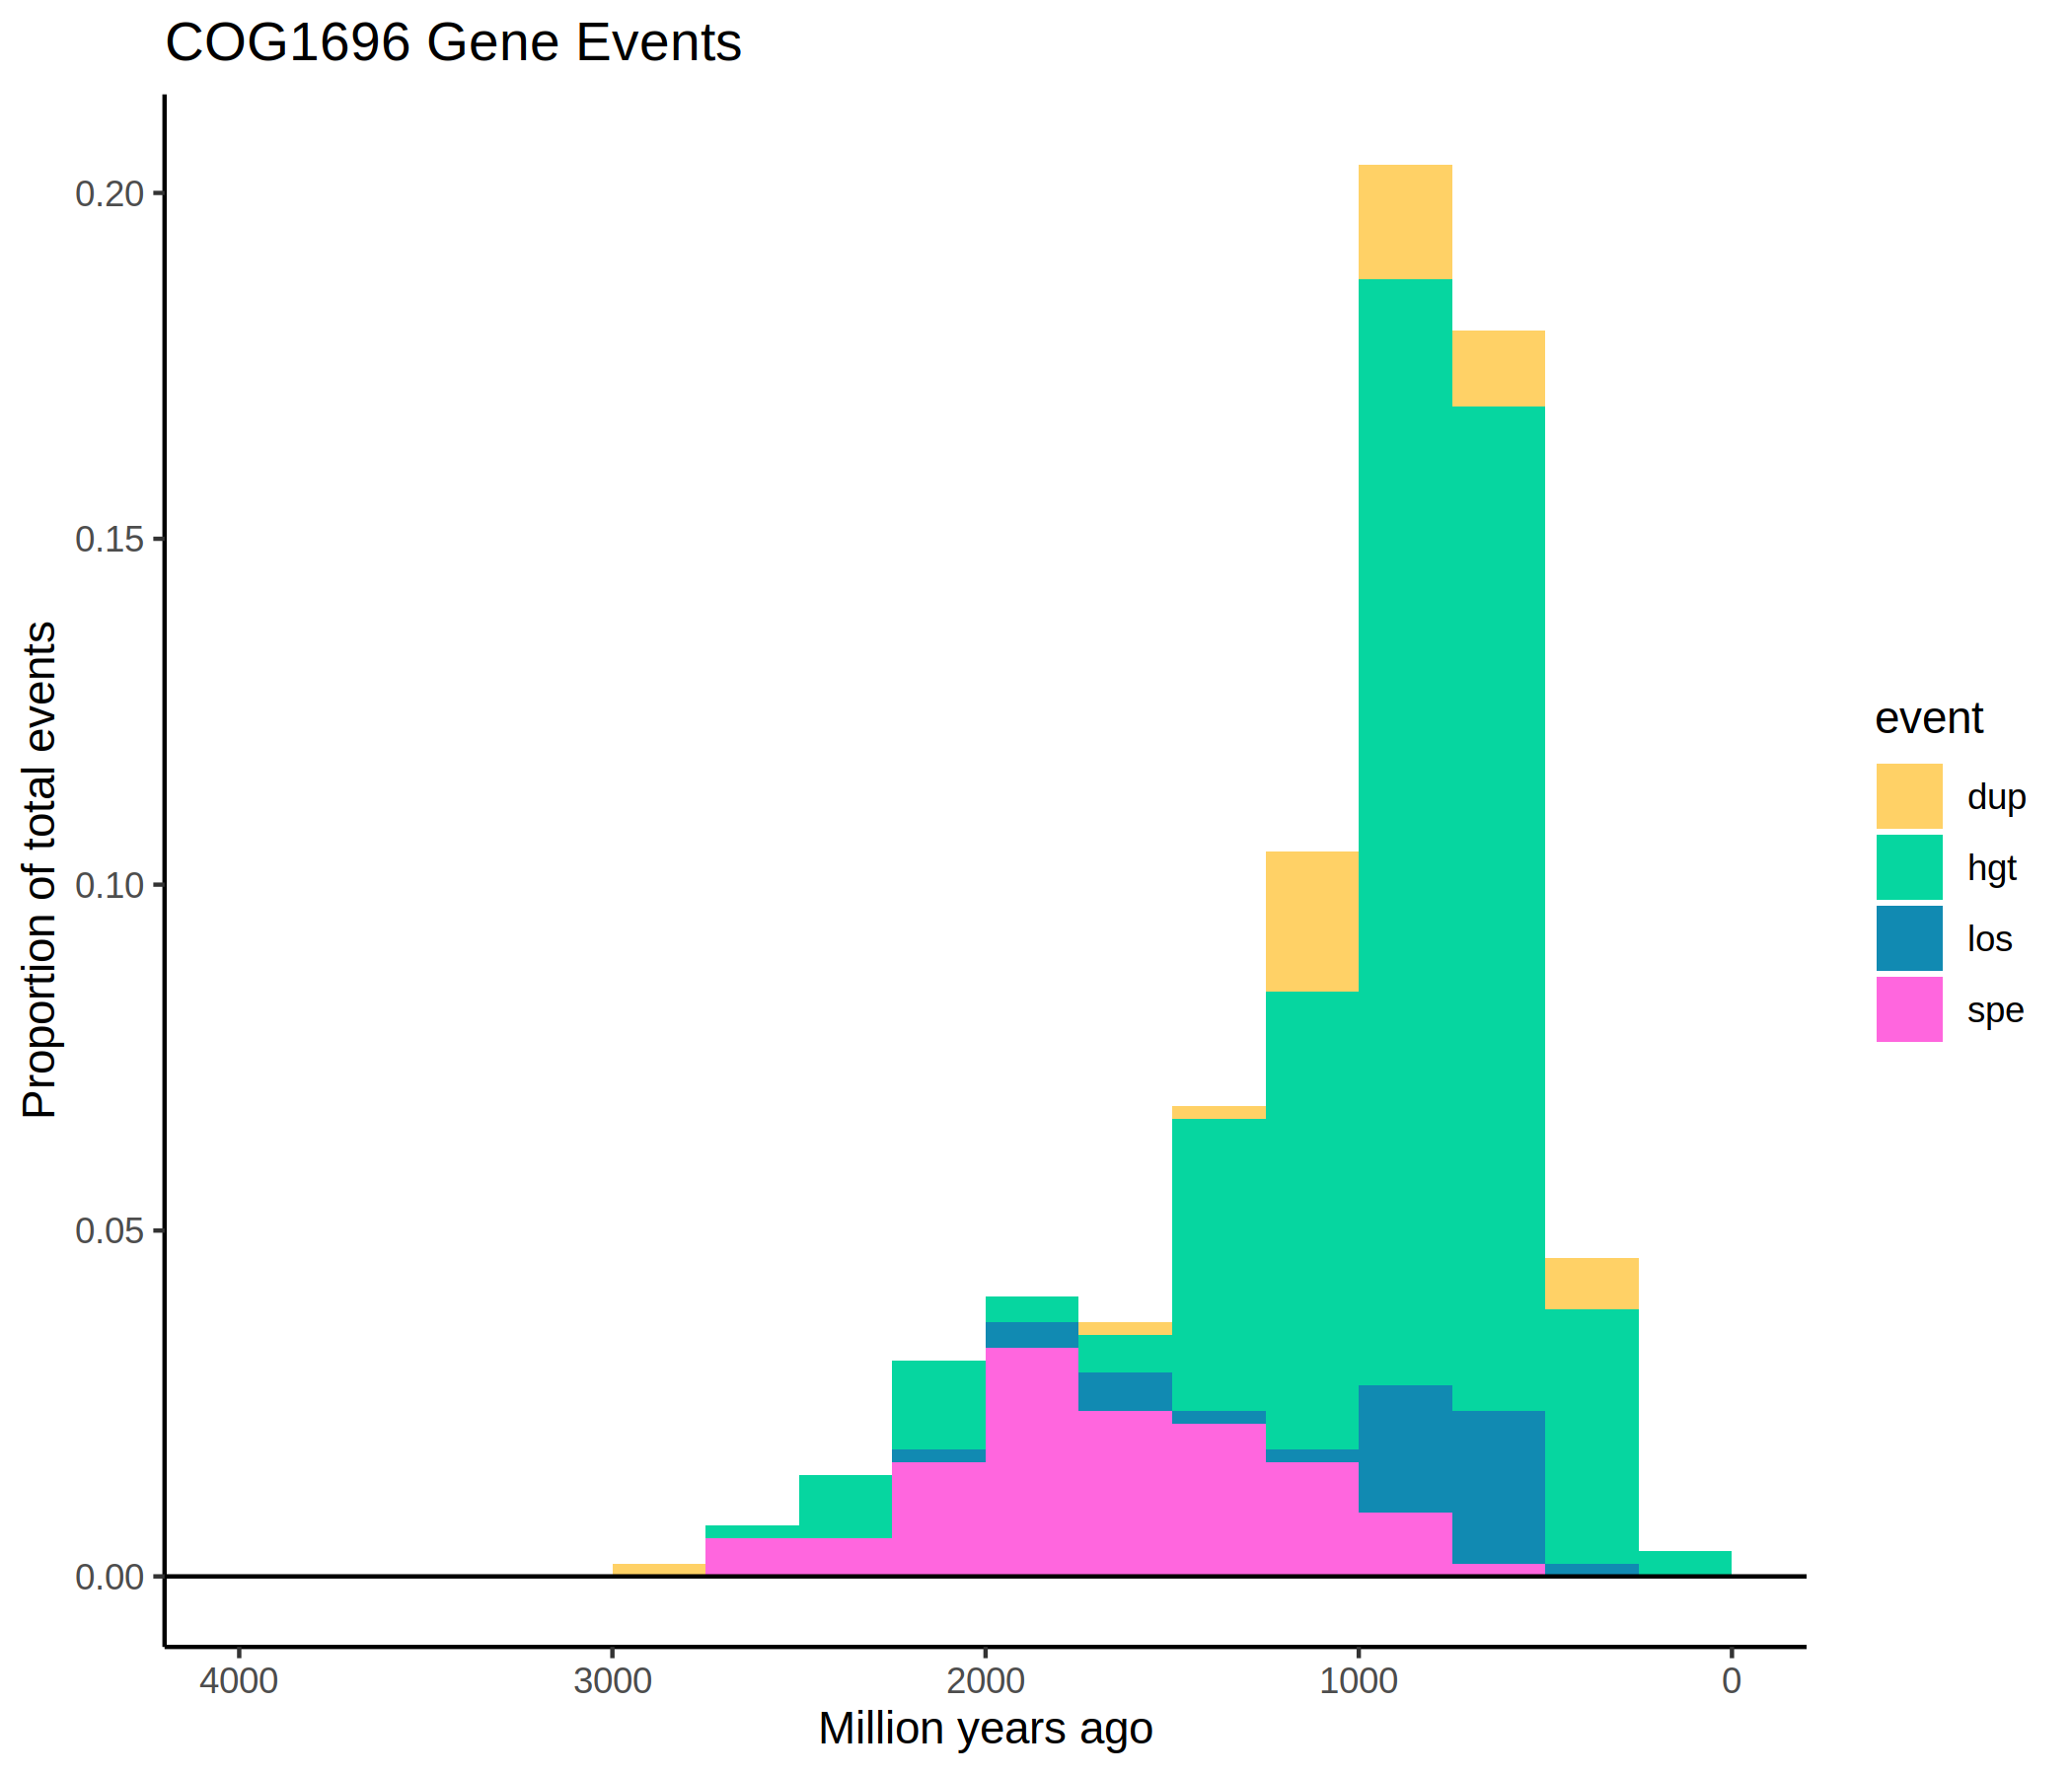 COG1696 Gene Events
Proportion of total events
0.20
0.15
0.10
0.05
0.00
4000 3000 2000 1000 0
Million years ago
event
dup
hgt
los
spe